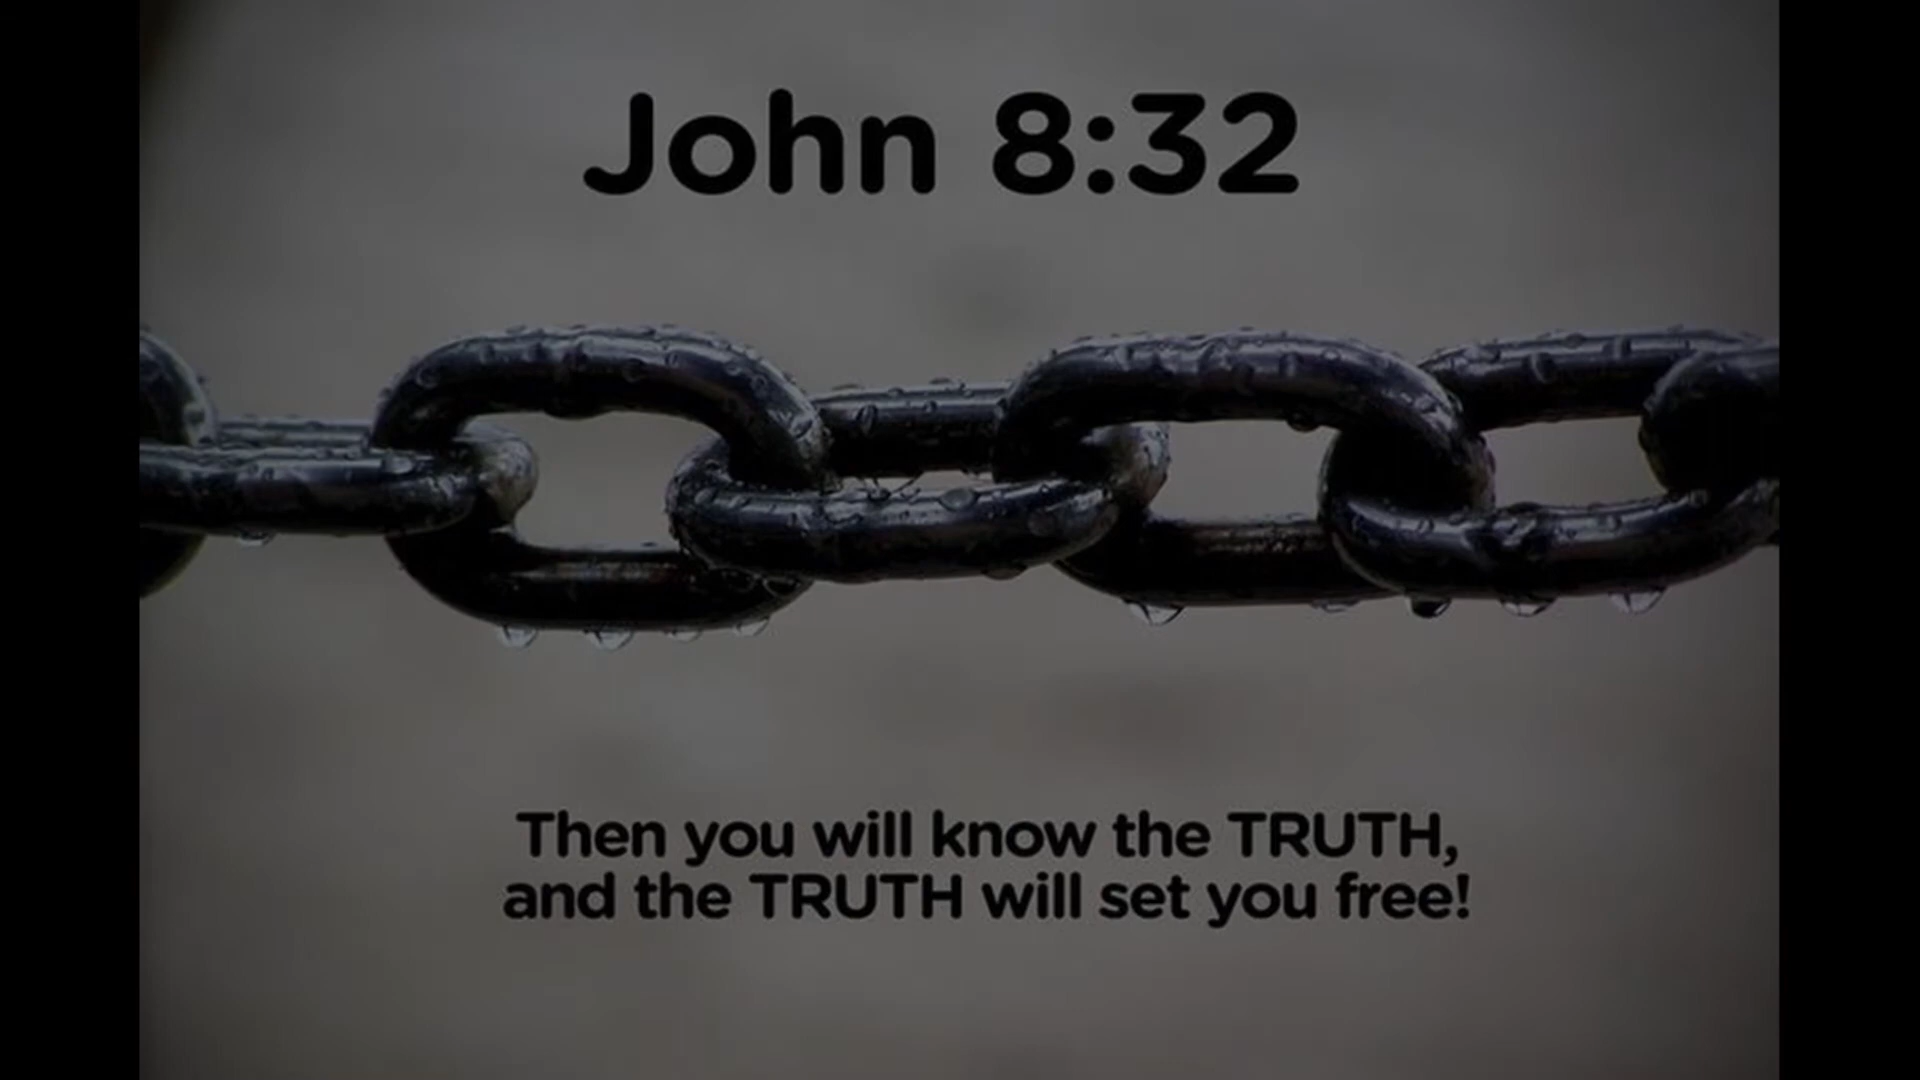 John 8:32
Then you will know the TRUTH,
and the TRUTH will set you free!